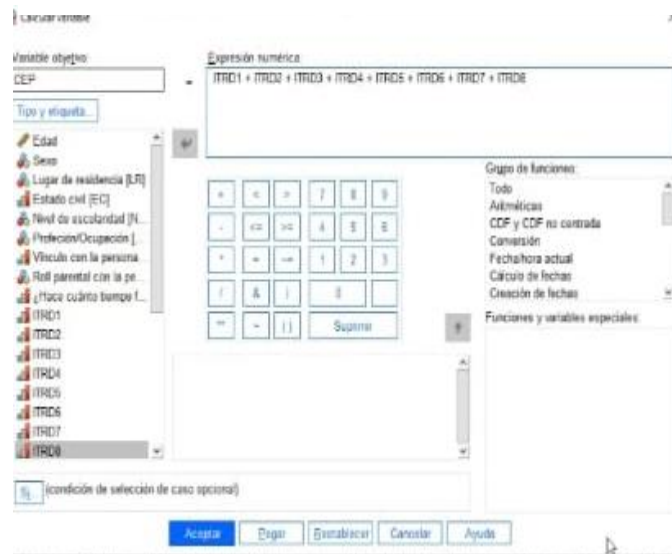 Calcular variable
Variable objetivo:
CEP
=
Tipo y etiqueta...
Expresión numérica:
ITRD1 + ITRD2 + ITRD3 + ITRD4 + ITRD5 + ITRD6 + ITRD7 + ITRD8
Edad
Sexo
Lugar de residencia [LR]
Estado civil [EC]
Nivel de escolaridad [N...
Profeción/Ocupación [...
Vínculo con la persona...
Roll parental con la pe...
¿Hace cuánto tiempo f...
ITRD1
ITRD2
ITRD3
ITRD4
ITRD5
ITRD6
ITRD7
ITRD8
+ < > 7 8 9
- <= >= 4 5 6
* = ~= 1 2 3
/ & | 0
** ~ ( ) Suprimir
Grupo de funciones:
Todo
Aritméticas
CDF y CDF no centrada
Conversión
Fecha/hora actual
Cálculo de fechas
Creación de fechas
Funciones y variables especiales:
(condición de selección de caso opcional)
Aceptar Pegar Restablecer Cancelar Ayuda